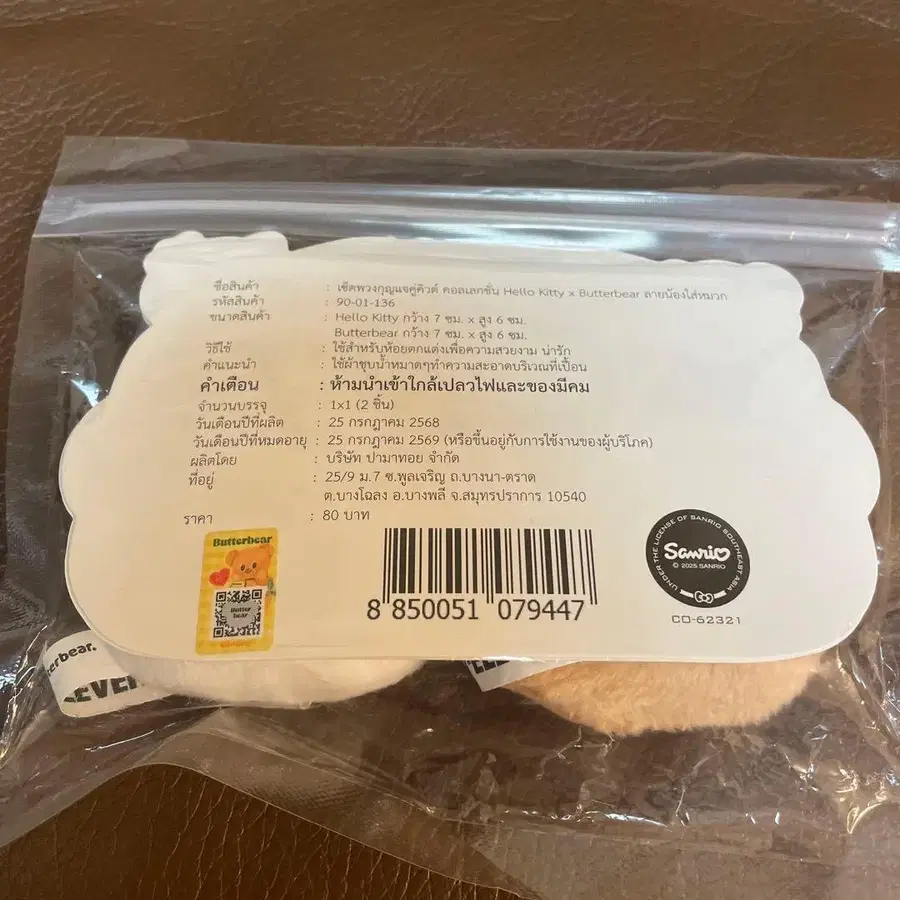 ชื่อสินค้า : เซ็ตพวงกุญแจคู่คิวต์ คอลเลกชั่น Hello Kitty x Butterbear ลายน้องใส่หมวก
รหัสสินค้า : 90-01-136
ขนาดสินค้า : Hello Kitty กว้าง 7 ซม. x สูง 6 ซม.
Butterbear กว้าง 7 ซม. x สูง 6 ซม.
วิธีใช้ : ใช้สำหรับห้อยตกแต่งเพื่อความสวยงาม น่ารัก
คำแนะนำ : ใช้ผ้าชุบน้ำหมาดๆทำความสะอาดบริเวณที่เปื้อน
คำเตือน : ห้ามนำเข้าใกล้เปลวไฟและของมีคม
จำนวนบรรจุ : 1x1 (2 ชิ้น)
วันเดือนปีที่ผลิต : 25 กรกฎาคม 2568
วันเดือนปีที่หมดอายุ : 25 กรกฎาคม 2569 (หรือขึ้นอยู่กับการใช้งานของผู้บริโภค)
ผลิตโดย : บริษัท ปามาทอย จำกัด
ที่อยู่ : 25/9 ม.7 ซ.พูลเจริญ ถ.บางนา-ตราด
ต.บางโฉลง อ.บางพลี จ.สมุทรปราการ 10540
ราคา : 80 บาท
Butterbear
Butter
bear
8 850051 079447
UNDER THE LICENSE OF SANRIO SOUTHEAST ASIA
Sanrio
© 2025 SANRIO
CO-62321
erbear.